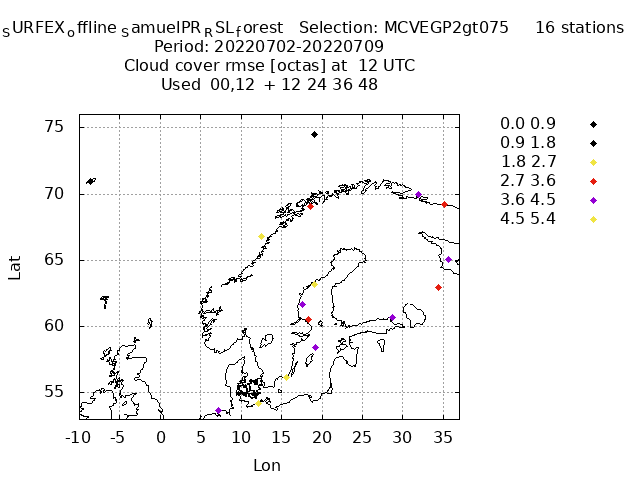 SURFEXoffline SamuelPRRSLforest Selection: MCVEGP2gt075 16 stations
Period: 20220702-20220709
Cloud cover rmse [octas] at 12 UTC
Used 00,12 + 12 24 36 48
75
70
65
60
55
Lat
-10 -5 0 5 10 15 20 25 30 35
Lon
0.0 0.9
0.9 1.8
1.8 2.7
2.7 3.6
3.6 4.5
4.5 5.4